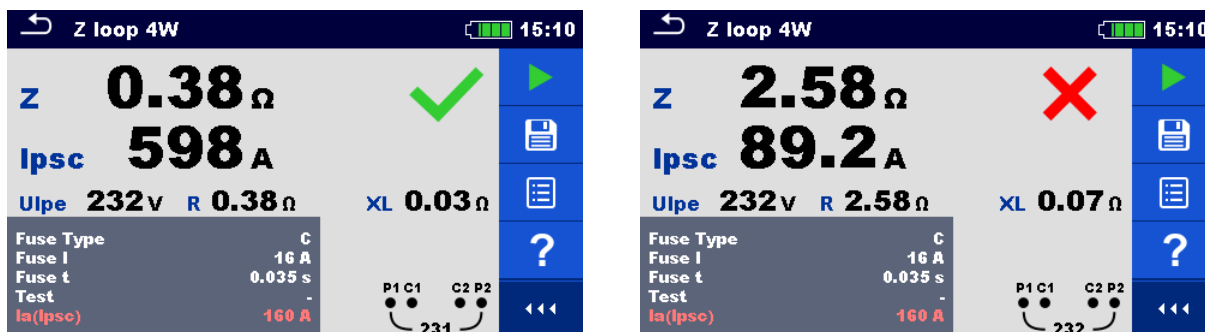 Z loop 4W 15:10
Z 0.38 Ω
Ipsc 598 A
Ulpe 232 V R 0.38 Ω XL 0.03 Ω
Fuse Type C
Fuse I 16 A
Fuse t 0.035 s
Test -
Ia(Ipsc) 160 A
?
P1 C1 C2 P2
231
Z loop 4W 15:10
Z 2.58 Ω
Ipsc 89.2 A
Ulpe 232 V R 2.58 Ω XL 0.07 Ω
Fuse Type C
Fuse I 16 A
Fuse t 0.035 s
Test -
Ia(Ipsc) 160 A
?
P1 C1 C2 P2
232